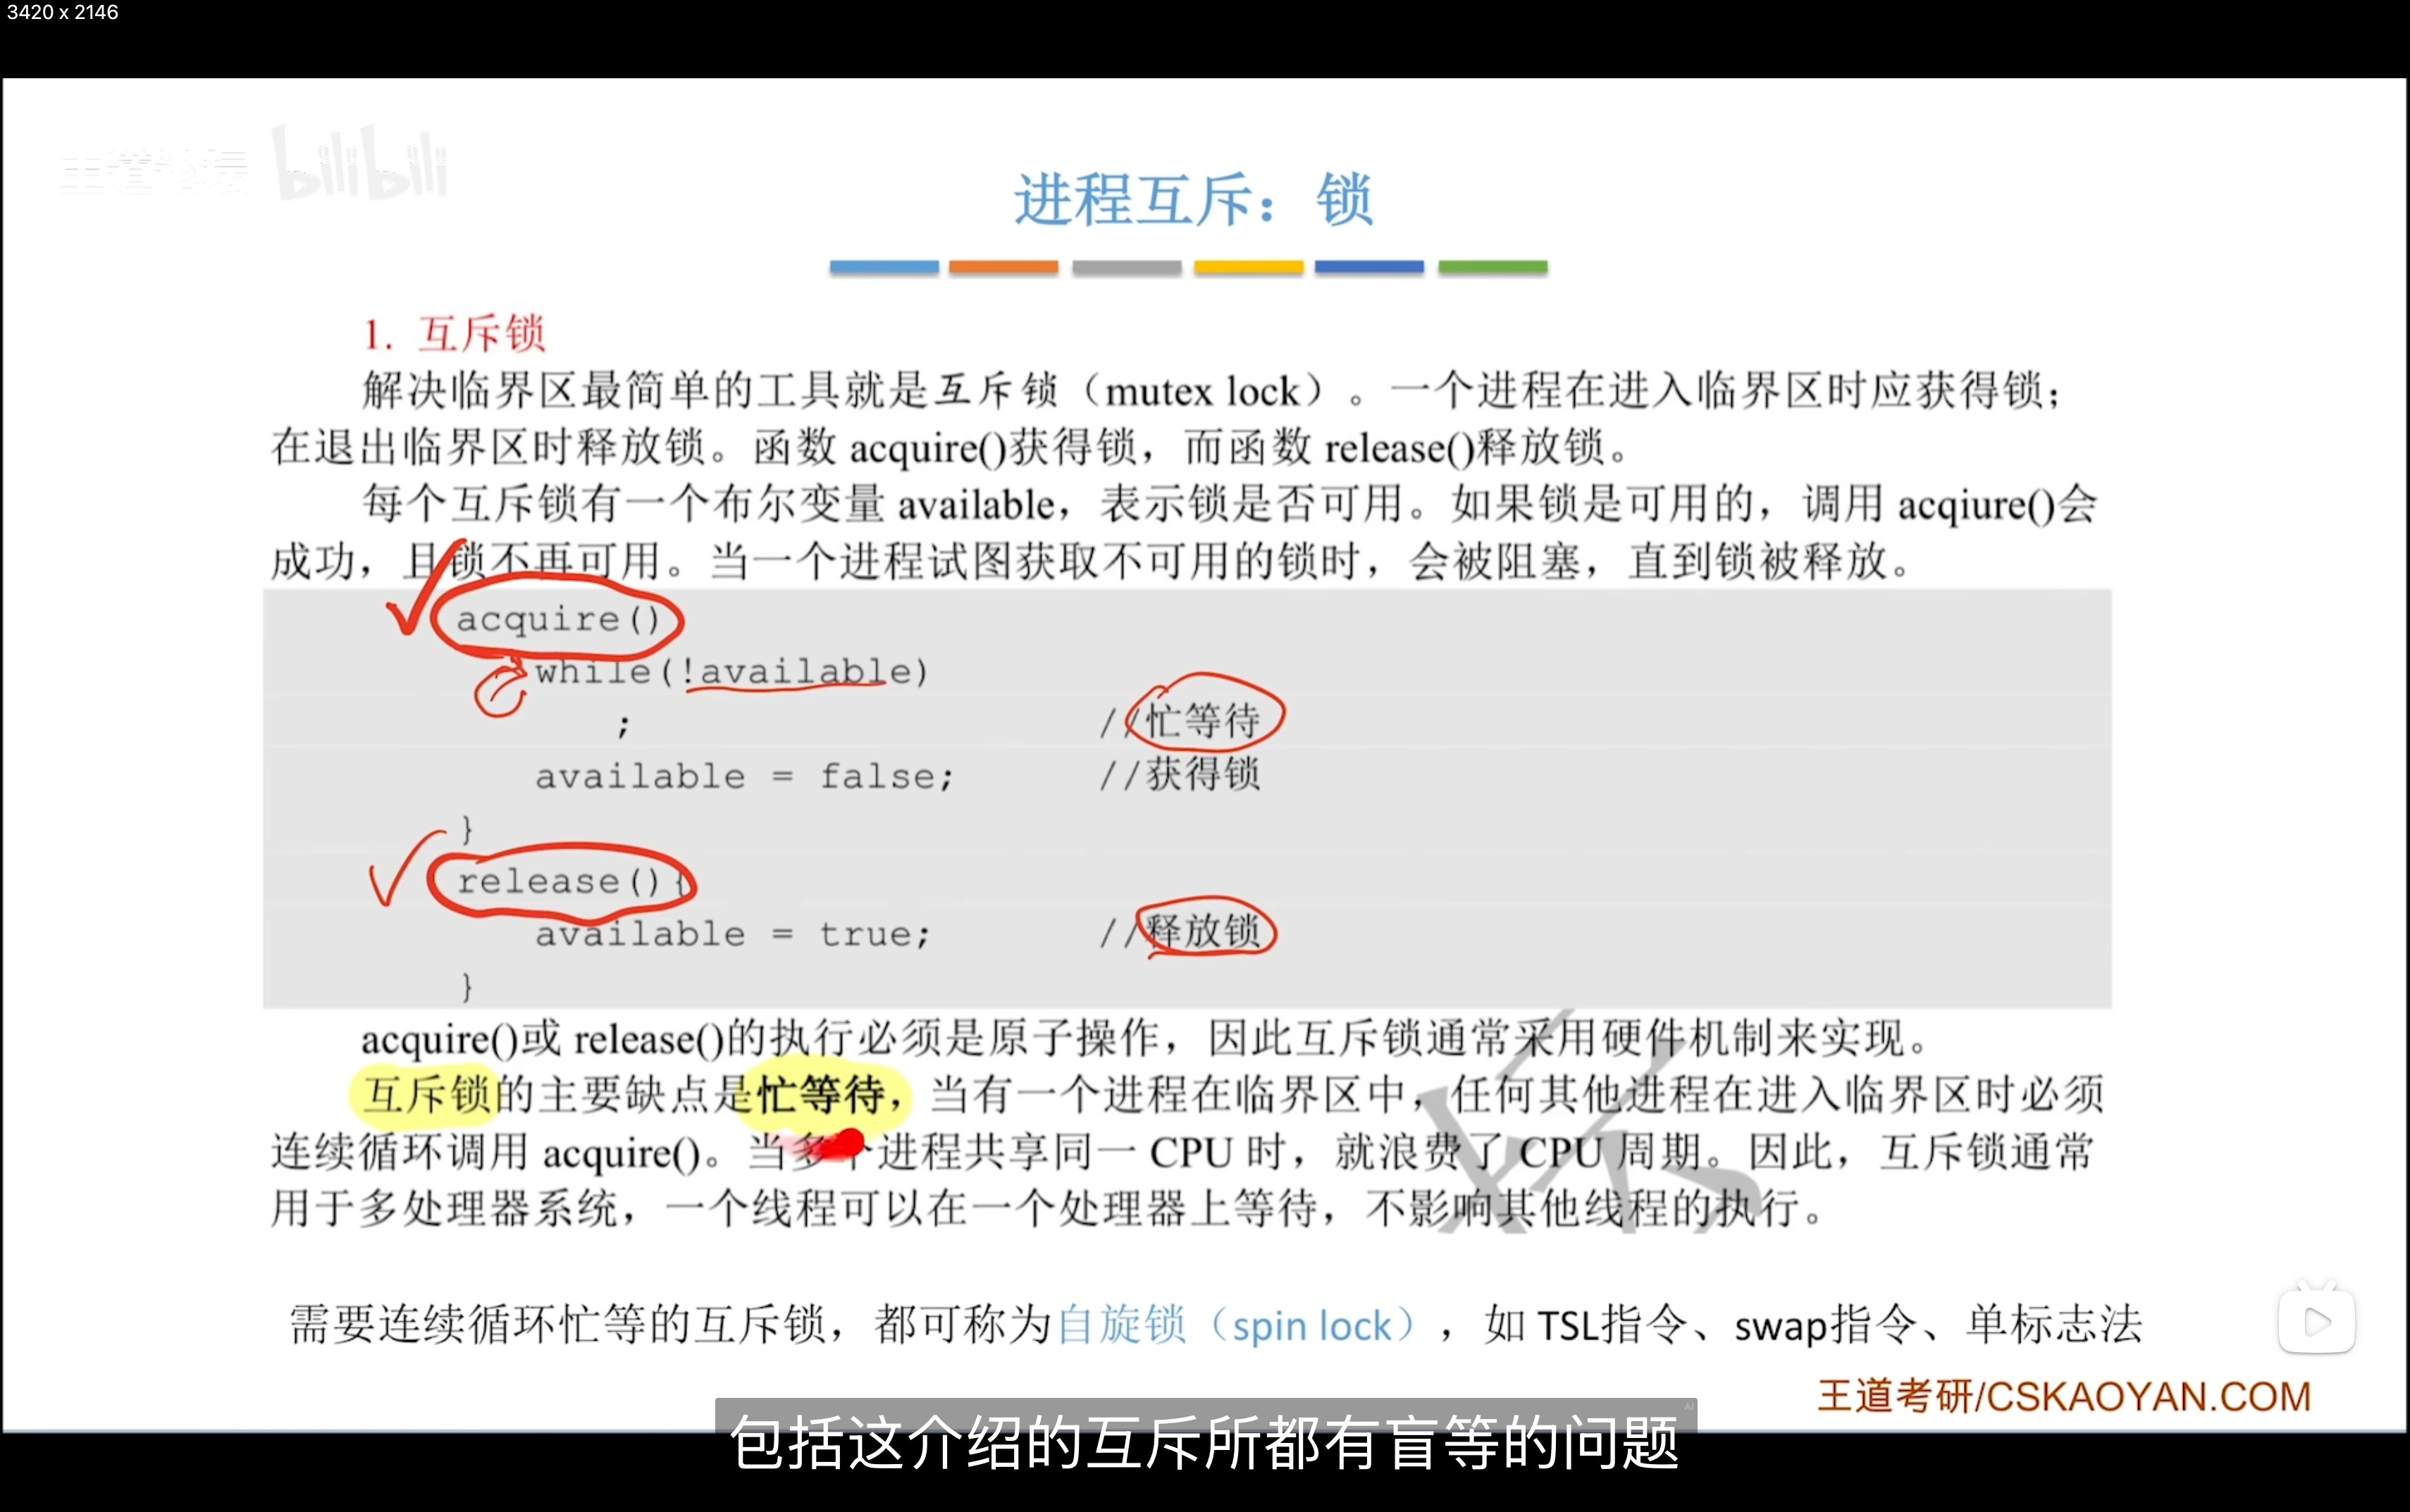 3420 x 2146
bilibili
进程互斥：锁
1. 互斥锁
解决临界区最简单的工具就是互斥锁（mutex lock）。一个进程在进入临界区时应获得锁；
在退出临界区时释放锁。函数 acquire()获得锁，而函数 release()释放锁。
每个互斥锁有一个布尔变量 available，表示锁是否可用。如果锁是可用的，调用 acqiure()会
成功，且锁不再可用。当一个进程试图获取不可用的锁时，会被阻塞，直到锁被释放。
acquire()
while(!available)
; //忙等待
available = false; //获得锁
}
release(){
available = true; //释放锁
}
acquire()或 release()的执行必须是原子操作，因此互斥锁通常采用硬件机制来实现。
互斥锁的主要缺点是忙等待，当有一个进程在临界区中，任何其他进程在进入临界区时必须
连续循环调用 acquire()。当多个进程共享同一 CPU 时，就浪费了 CPU 周期。因此，互斥锁通常
用于多处理器系统，一个线程可以在一个处理器上等待，不影响其他线程的执行。
需要连续循环忙等的互斥锁，都可称为自旋锁（spin lock），如 TSL指令、swap指令、单标志法
王道考研/CSKAOYAN.COM
AI
包括这介绍的互斥所都有盲等的问题